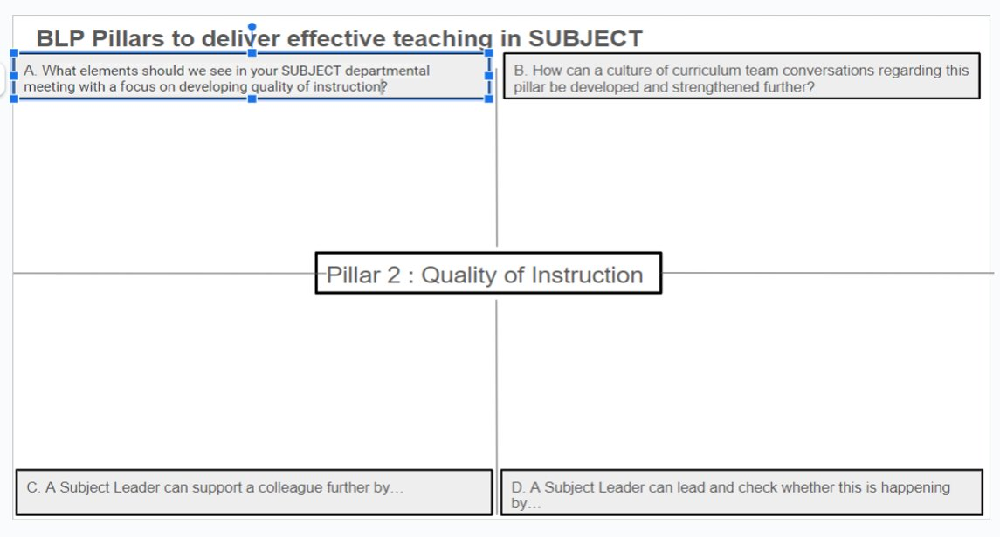 BLP Pillars to deliver effective teaching in SUBJECT
A. What elements should we see in your SUBJECT departmental
meeting with a focus on developing quality of instruction?
B. How can a culture of curriculum team conversations regarding this
pillar be developed and strengthened further?
Pillar 2 : Quality of Instruction
C. A Subject Leader can support a colleague further by…
D. A Subject Leader can lead and check whether this is happening
by…